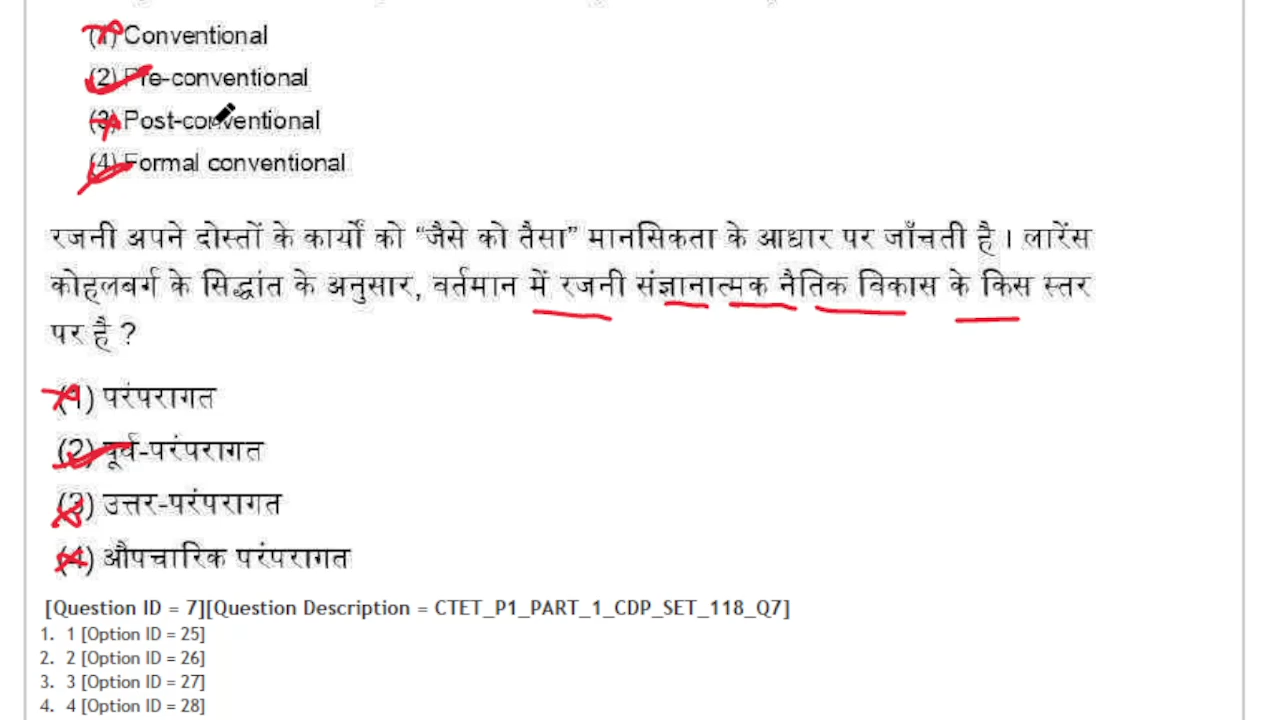 (1) Conventional
(2) Pre-conventional
(3) Post-conventional
(4) Formal conventional
रजनी अपने दोस्तों के कार्यों को “जैसे को तैसा” मानसिकता के आधार पर जाँचती है । लारेंस
कोहलबर्ग के सिद्धांत के अनुसार, वर्तमान में रजनी संज्ञानात्मक नैतिक विकास के किस स्तर
पर है ?
(1) परंपरागत
(2) पूर्व-परंपरागत
(3) उत्तर-परंपरागत
(4) औपचारिक परंपरागत
[Question ID = 7][Question Description = CTET_P1_PART_1_CDP_SET_118_Q7]
1. 1 [Option ID = 25]
2. 2 [Option ID = 26]
3. 3 [Option ID = 27]
4. 4 [Option ID = 28]